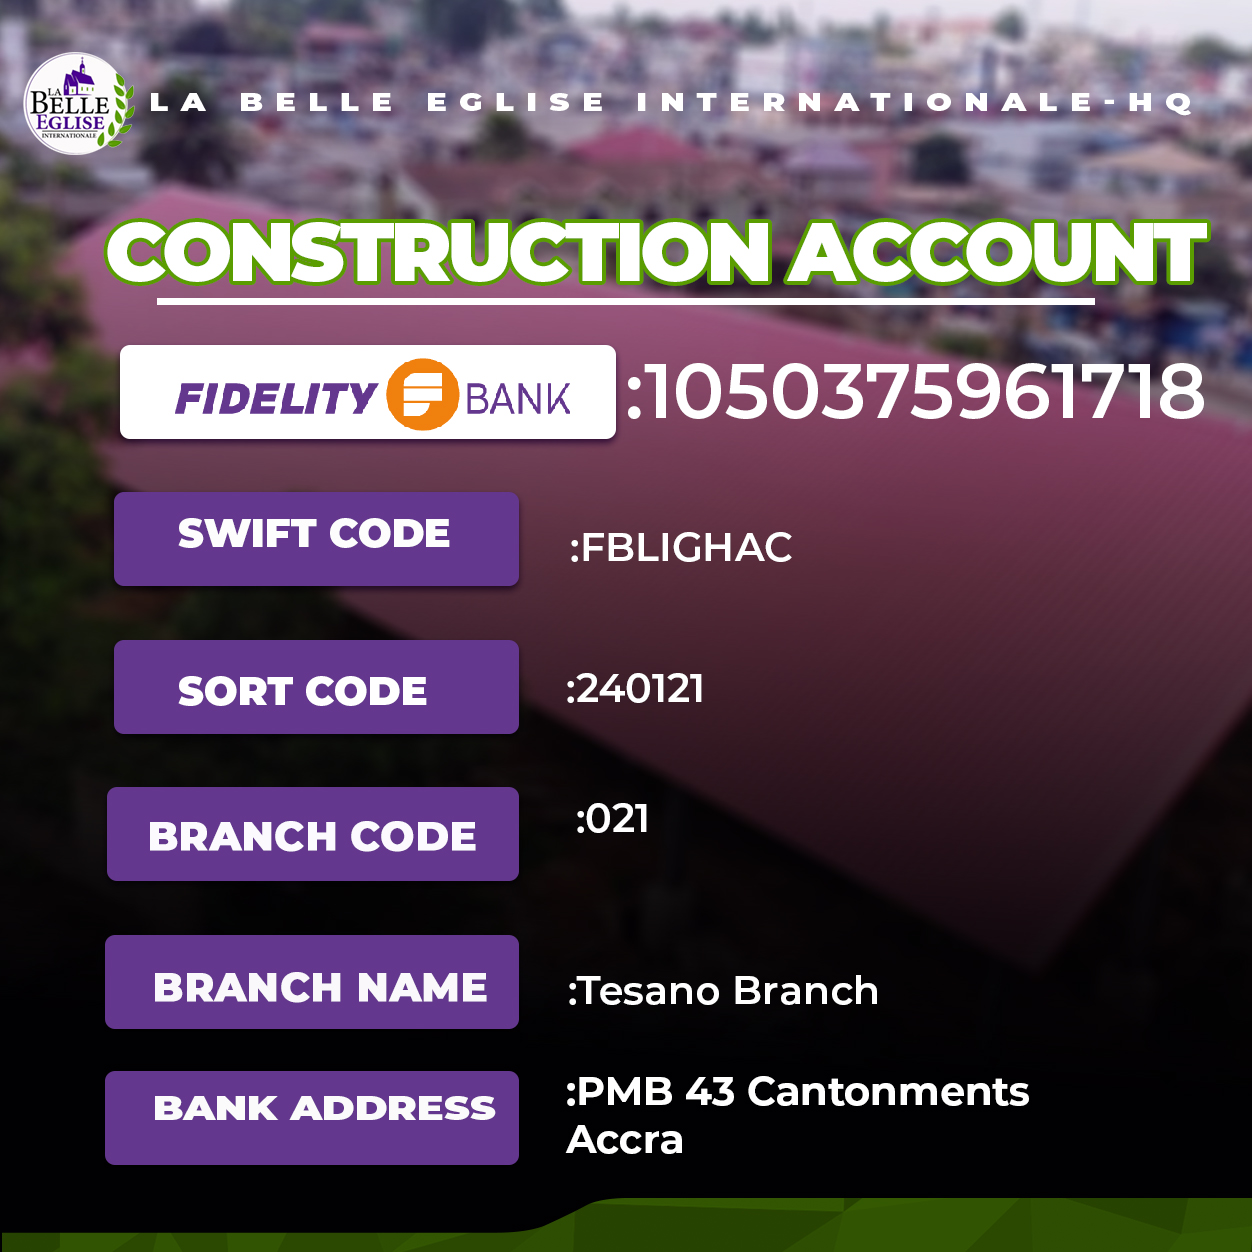 LA
BELLE
EGLISE
INTERNATIONALE
LA BELLE EGLISE INTERNATIONALE-HQ
CONSTRUCTION ACCOUNT
FIDELITY BANK :1050375961718
SWIFT CODE :FBLIGHAC
SORT CODE :240121
BRANCH CODE :021
BRANCH NAME :Tesano Branch
BANK ADDRESS :PMB 43 Cantonments
Accra